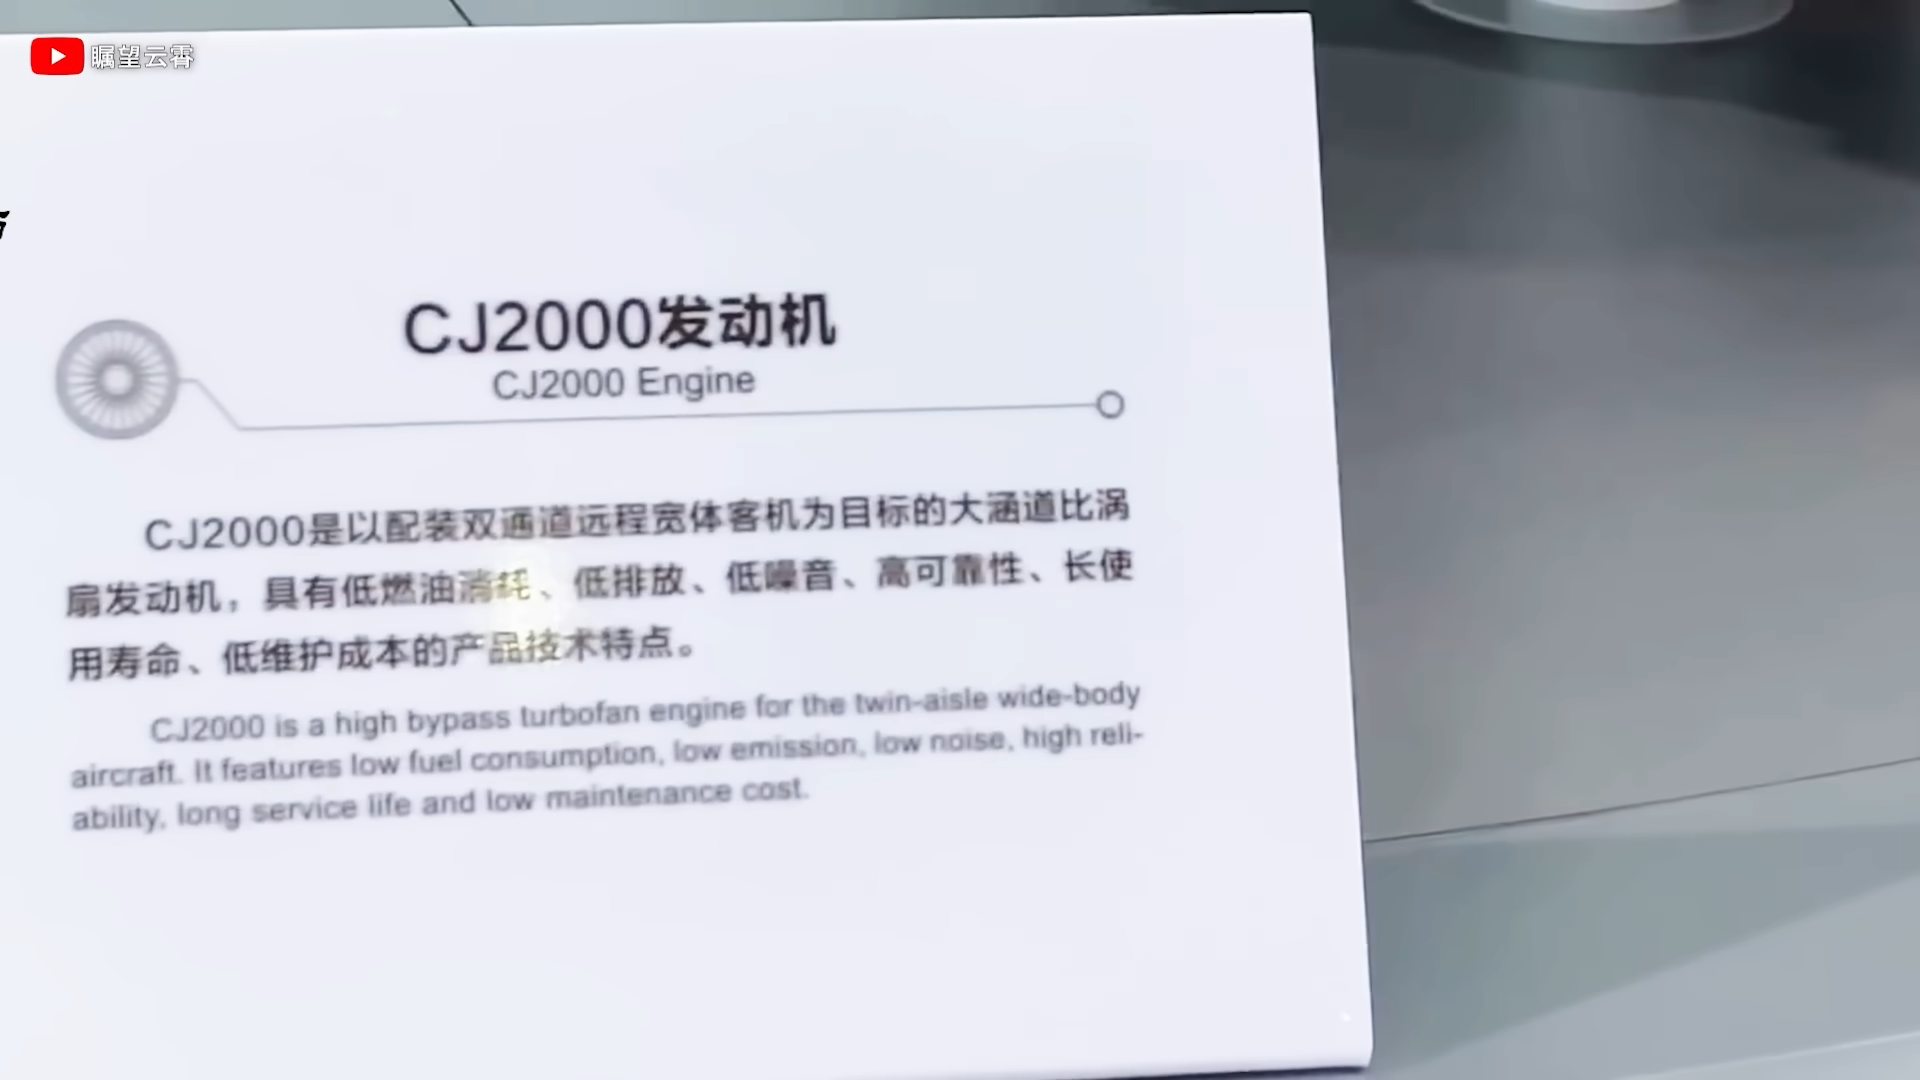 瞩望云霄
CJ2000发动机
CJ2000 Engine
CJ2000是以配装双通道远程宽体客机为目标的大涵道比涡
扇发动机，具有低燃油消耗、低排放、低噪音、高可靠性、长使
用寿命、低维护成本的产品技术特点。
CJ2000 is a high bypass turbofan engine for the twin-aisle wide-body
aircraft. It features low fuel consumption, low emission, low noise, high reli-
ability, long service life and low maintenance cost.